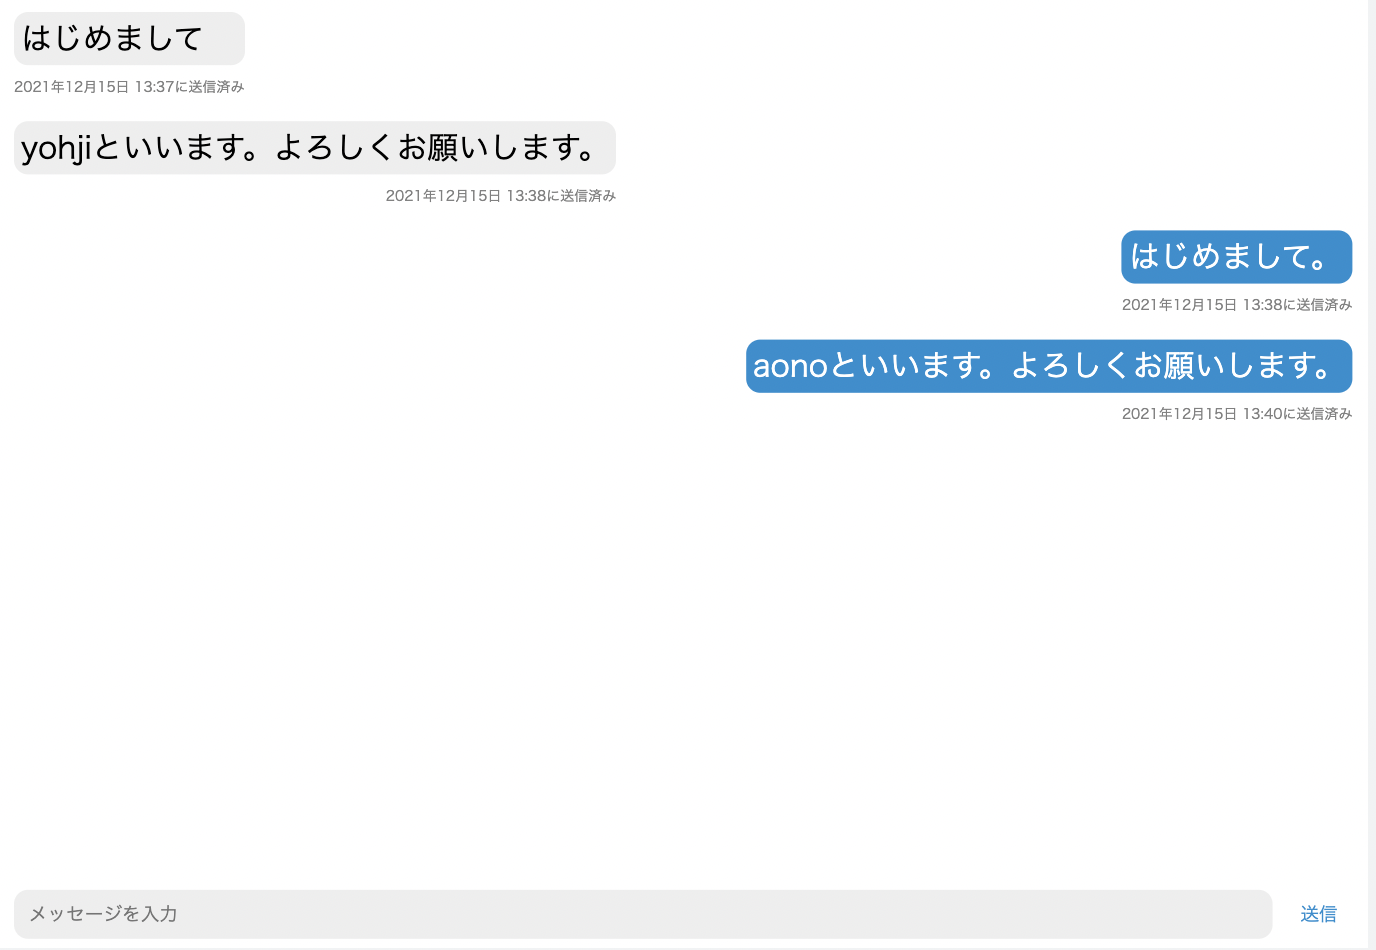 はじめまして
2021年12月15日 13:37に送信済み
yohjiといいます。よろしくお願いします。
2021年12月15日 13:38に送信済み
はじめまして。
2021年12月15日 13:38に送信済み
aonoといいます。よろしくお願いします。
2021年12月15日 13:40に送信済み
メッセージを入力
送信